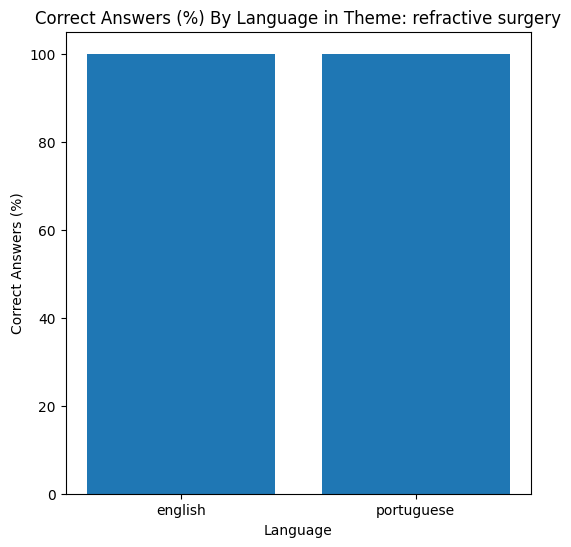 Correct Answers (%) By Language in Theme: refractive surgery
100
80
60
40
20
0
Correct Answers (%)
english portuguese
Language